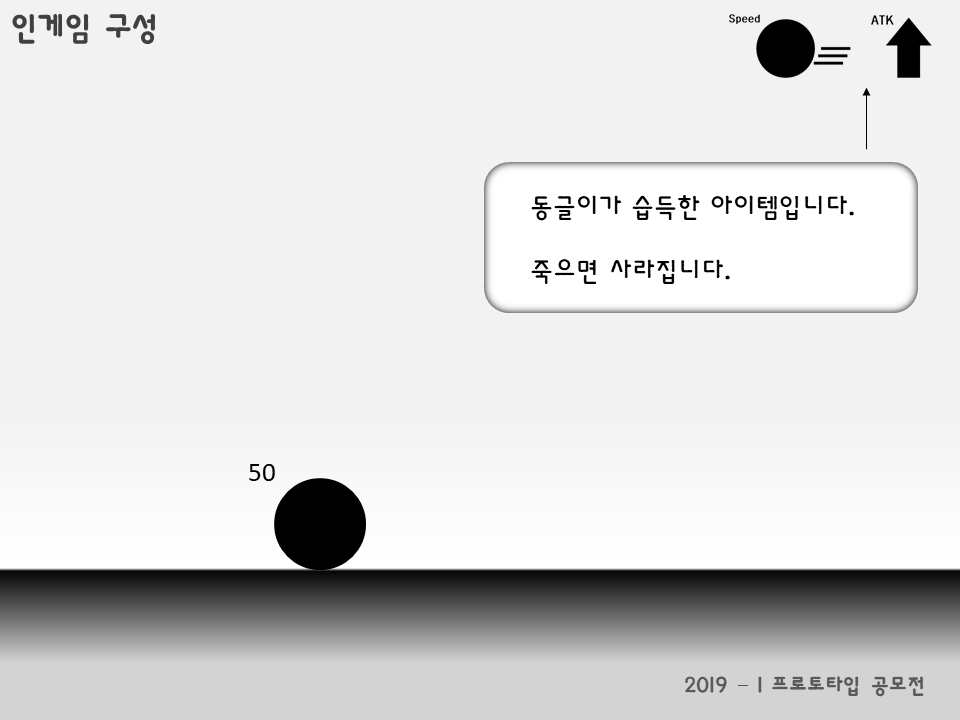 인게임 구성
Speed
ATK
동글이가 습득한 아이템입니다.
죽으면 사라집니다.
50
2019 - 1 프로토타입 공모전